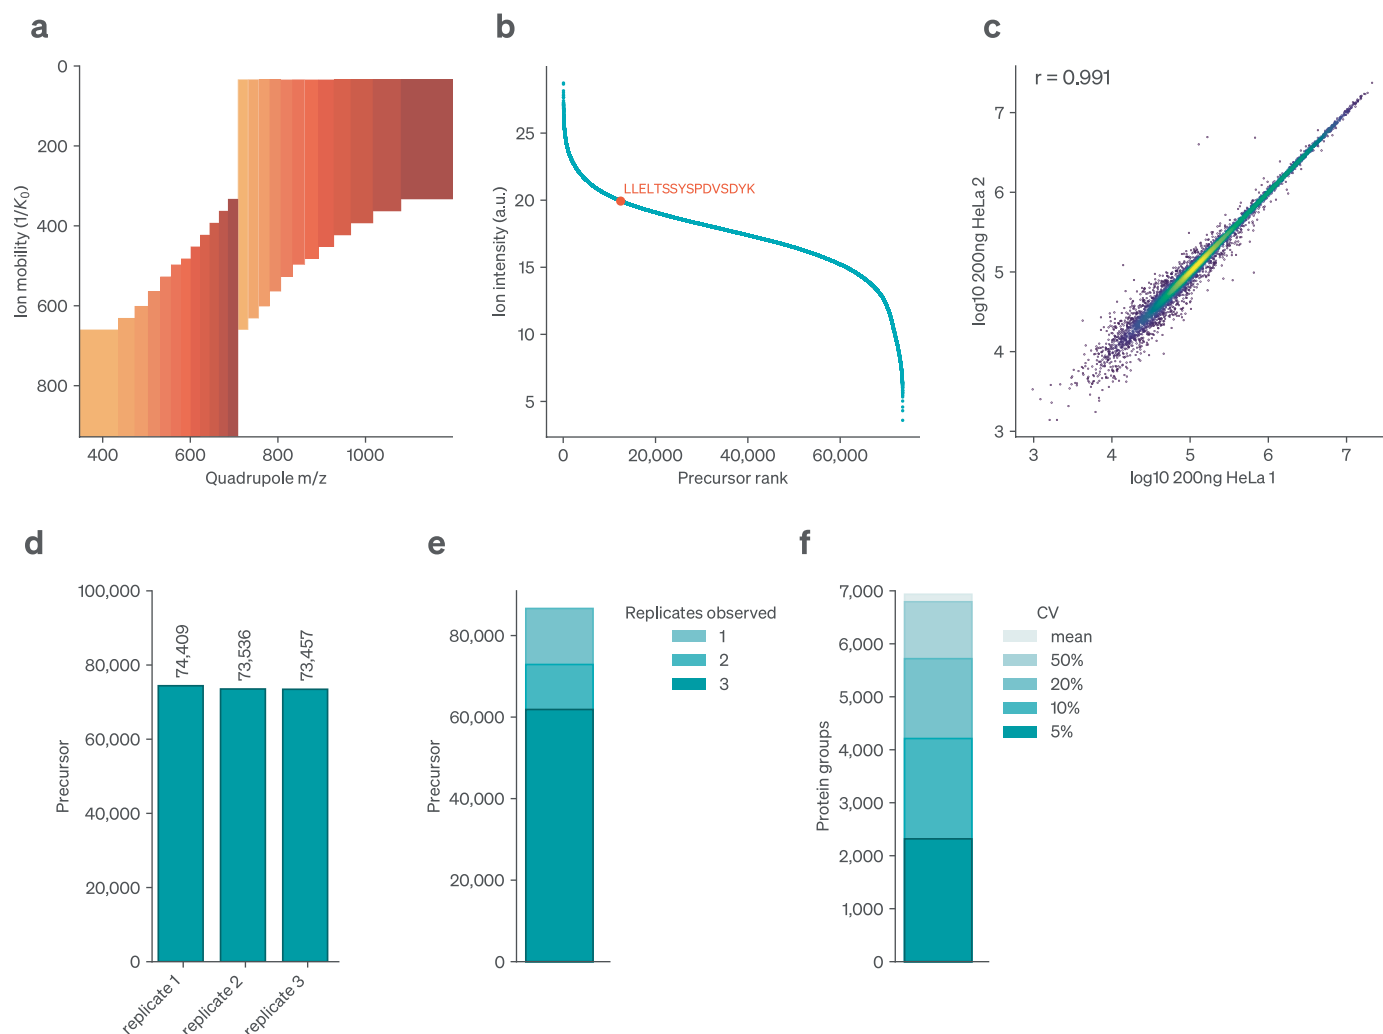 a
0
200
400
600
800
Ion mobility (1/K0)
400
600
800
1000
Quadrupole m/z
b
25
20
15
10
5
Ion intensity (a.u.)
LLELTSSYSPDVSDYK
0
20,000
40,000
60,000
Precursor rank
c
r = 0.991
7
6
5
4
3
log10 200ng HeLa 2
3
4
5
6
7
log10 200ng HeLa 1
d
100,000
80,000
60,000
40,000
20,000
0
Precursor
74,409
73,536
73,457
replicate 1
replicate 2
replicate 3
e
80,000
60,000
40,000
20,000
0
Precursor
Replicates observed
1
2
3
f
7,000
6,000
5,000
4,000
3,000
2,000
1,000
0
Protein groups
CV
mean
50%
20%
10%
5%